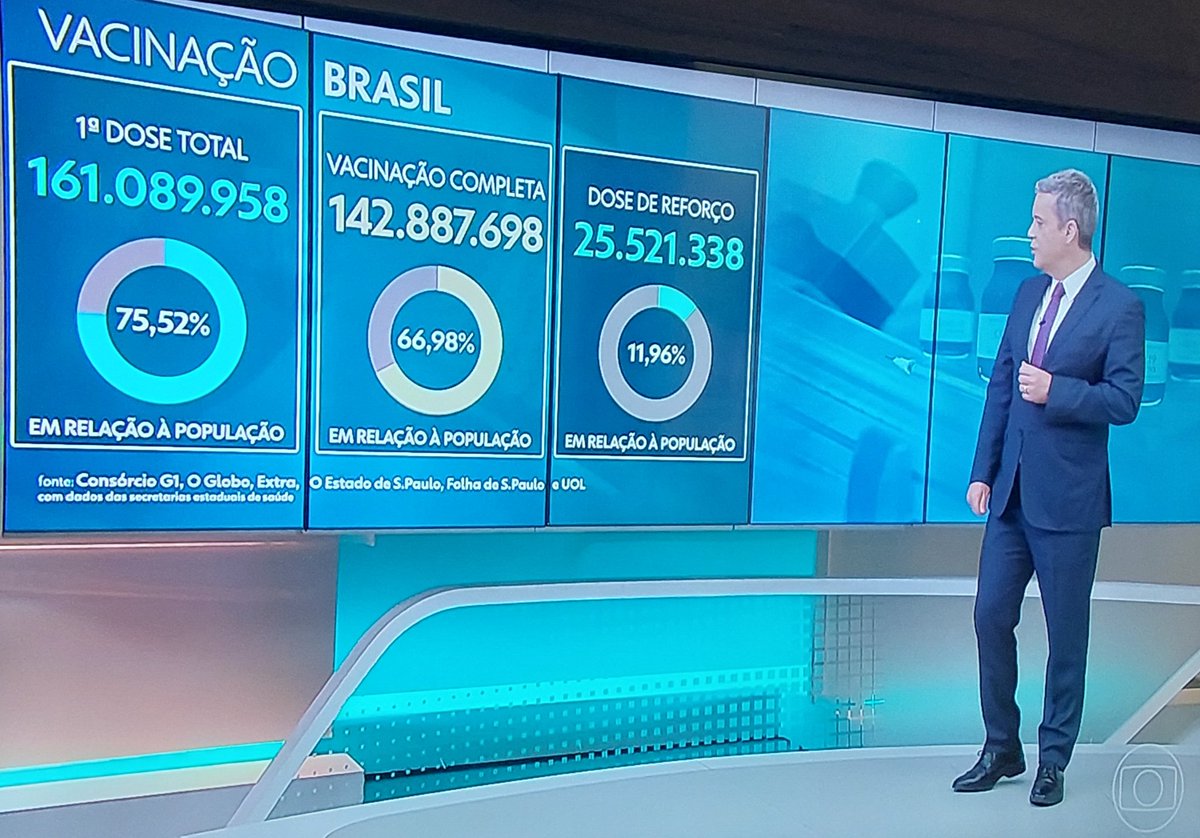 VACINAÇÃO BRASIL
1ª DOSE TOTAL
161.089.958
75,52%
EM RELAÇÃO À POPULAÇÃO
VACINAÇÃO COMPLETA
142.887.698
66,98%
EM RELAÇÃO À POPULAÇÃO
DOSE DE REFORÇO
25.521.338
11,96%
EM RELAÇÃO À POPULAÇÃO
fonte: Consórcio G1, O Globo, Extra, O Estado de S.Paulo, Folha de S.Paulo e UOL
com dados das secretarias estaduais de saúde